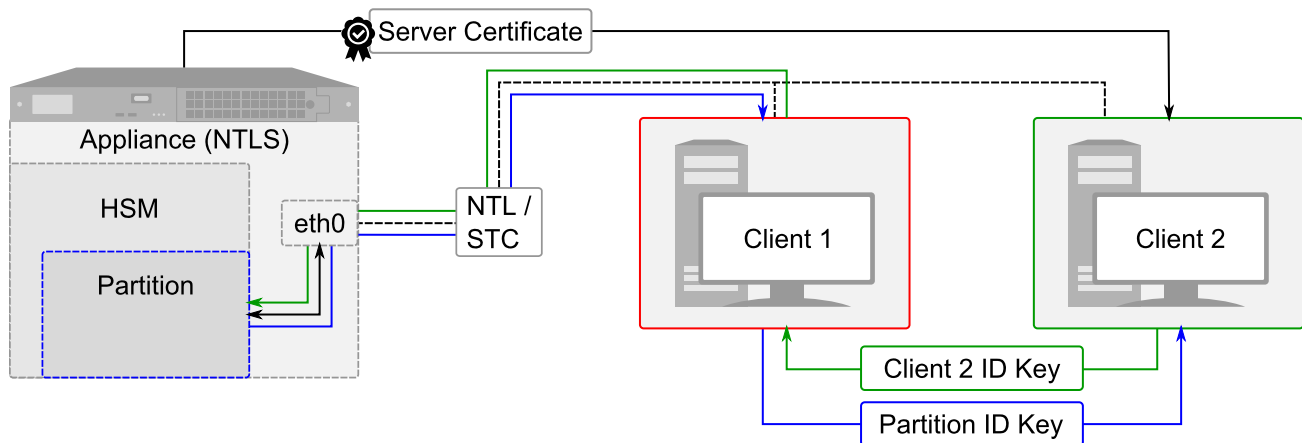 Server Certificate
Appliance (NTLS)
HSM
eth0
Partition
NTL /
STC
Client 1
Client 2
Client 2 ID Key
Partition ID Key